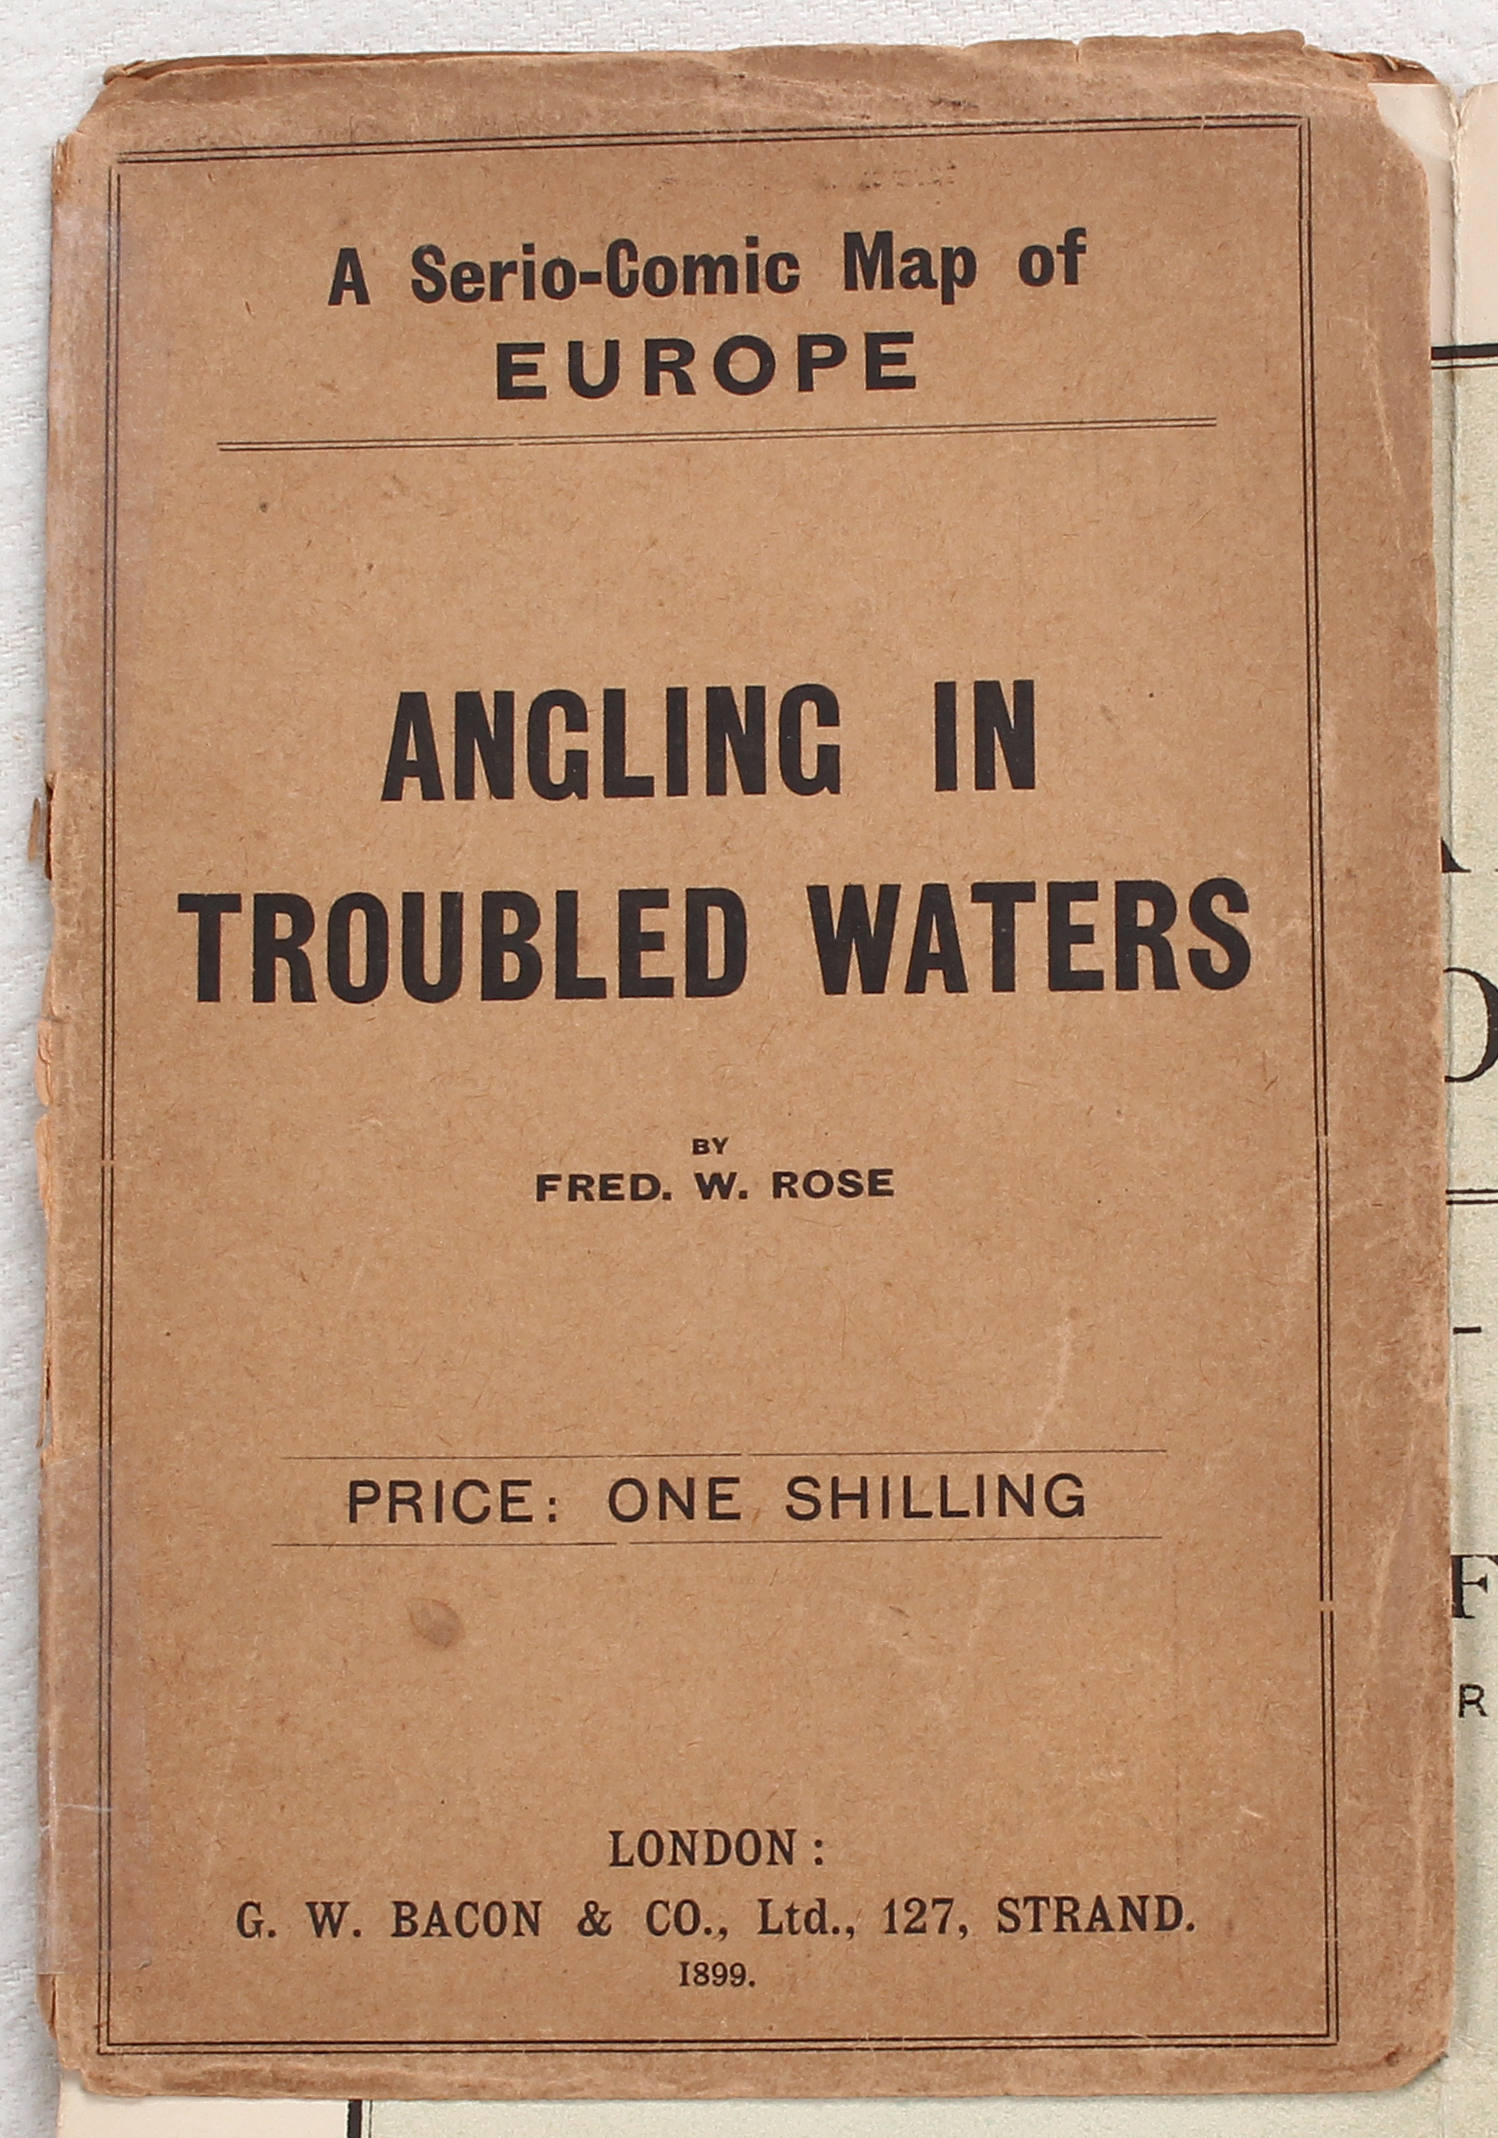 A Serio-Comic Map of
EUROPE
ANGLING IN
TROUBLED WATERS
BY
FRED. W. ROSE
PRICE: ONE SHILLING
LONDON:
G. W. BACON & CO., Ltd., 127, STRAND.
1899.